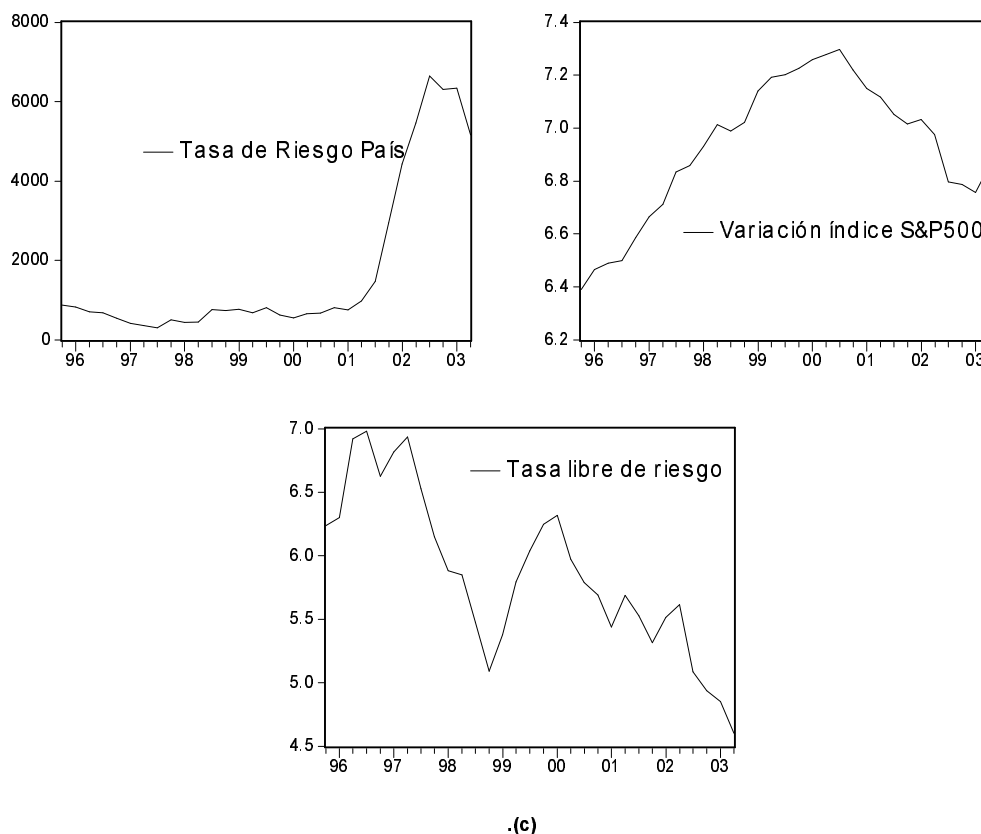 8000
6000
4000
2000
0
Tasa de Riesgo País
96 97 98 99 00 01 02 03
7.4
7.2
7.0
6.8
6.6
6.4
6.2
Variación índice S&P500
96 97 98 99 00 01 02 03
7.0
6.5
6.0
5.5
5.0
4.5
Tasa libre de riesgo
96 97 98 99 00 01 02 03
.(c)